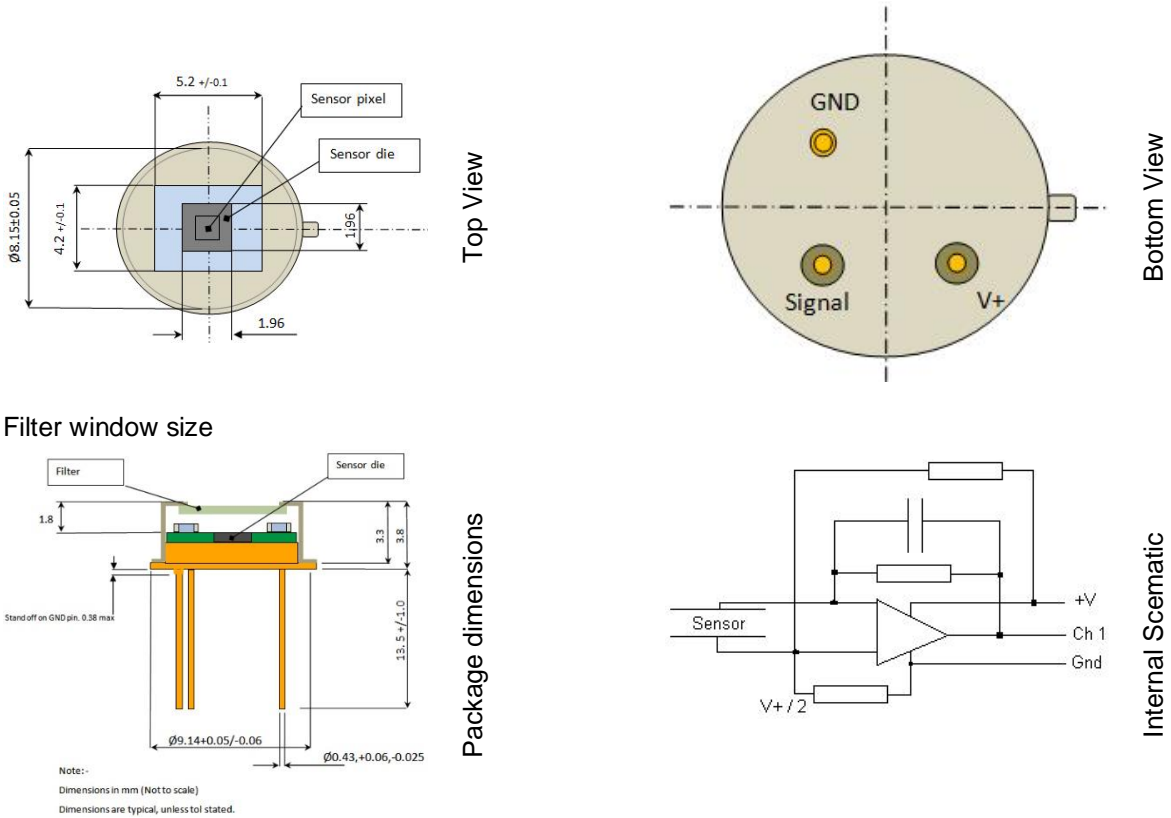 5.2 +/-0.1
Sensor pixel
Sensor die
Ø8.15±0.05
4.2 +/-0.1
1.96
1.96
Top View
GND
Signal
V+
Bottom View
Filter window size
Filter
Sensor die
1.8
3.3
3.8
Stand off on GND pin. 0.38 max
13.5 +/-1.0
Ø9.14+0.05/-0.06
Ø0.43,+0.06,-0.025
Note:-
Dimensions in mm (Not to scale)
Dimensions are typical, unless tol stated.
Package dimensions
Sensor
+V
Ch 1
Gnd
V+ / 2
Internal Scematic